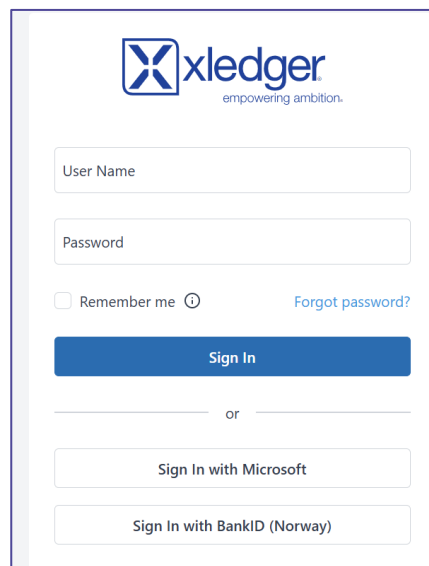 xledger
empowering ambition.
User Name
Password
Remember me
Forgot password?
Sign In
or
Sign In with Microsoft
Sign In with BankID (Norway)